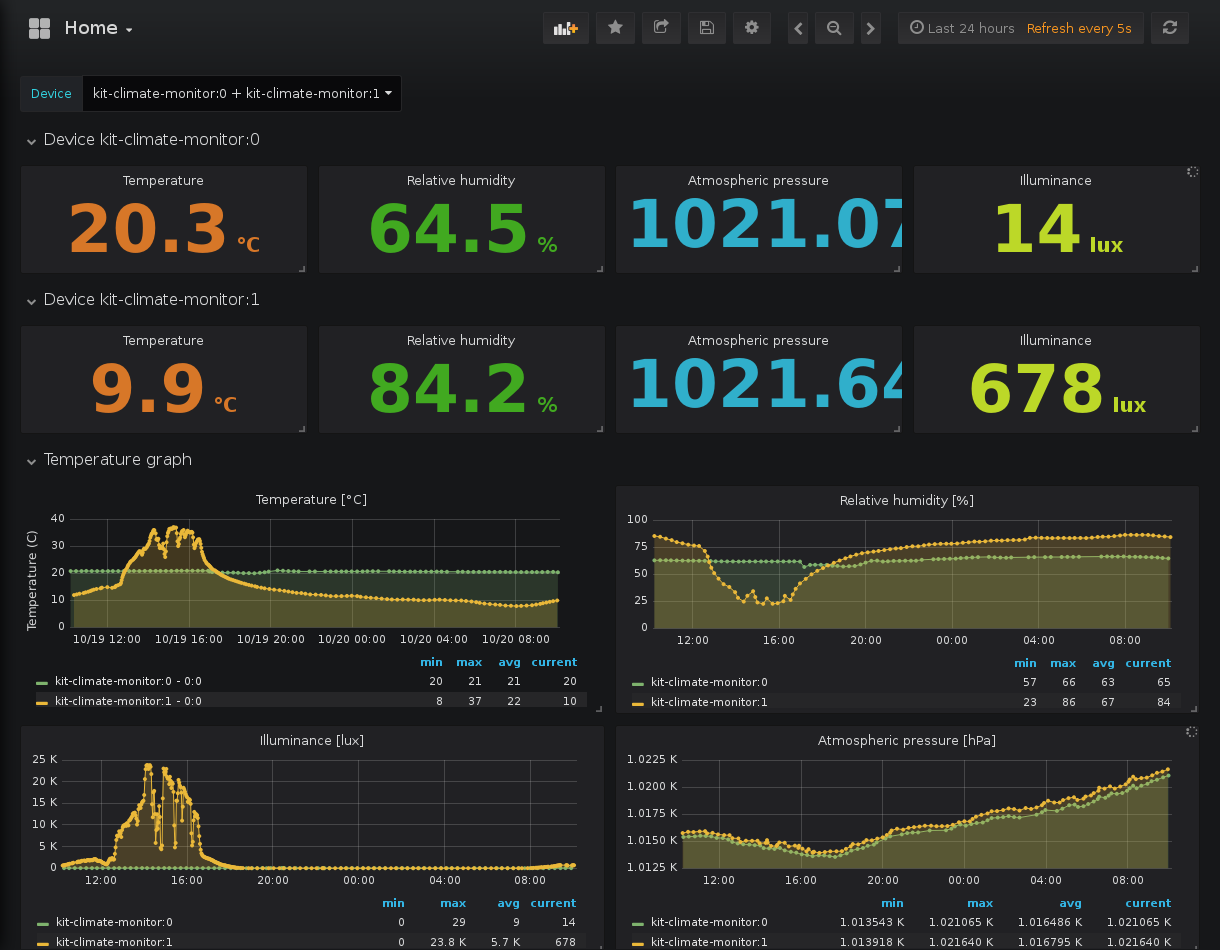 Home
Last 24 hours Refresh every 5s
Device kit-climate-monitor:0 + kit-climate-monitor:1
Device kit-climate-monitor:0
Temperature Relative humidity Atmospheric pressure Illuminance
20.3 °C 64.5 % 1021.07 14 lux
Device kit-climate-monitor:1
Temperature Relative humidity Atmospheric pressure Illuminance
9.9 °C 84.2 % 1021.64 678 lux
Temperature graph
Temperature [°C]
Temperature (C)
40
30
20
10
0
10/19 12:00 10/19 16:00 10/19 20:00 10/20 00:00 10/20 04:00 10/20 08:00
min max avg current
kit-climate-monitor:0 - 0:0 20 21 21 20
kit-climate-monitor:1 - 0:0 8 37 22 10
Relative humidity [%]
100
75
50
25
0
12:00 16:00 20:00 00:00 04:00 08:00
min max avg current
kit-climate-monitor:0 57 66 63 65
kit-climate-monitor:1 23 86 67 84
Illuminance [lux]
25 K
20 K
15 K
10 K
5 K
0
12:00 16:00 20:00 00:00 04:00 08:00
min max avg current
kit-climate-monitor:0 0 29 9 14
kit-climate-monitor:1 0 23.8 K 5.7 K 678
Atmospheric pressure [hPa]
1.0225 K
1.0200 K
1.0175 K
1.0150 K
1.0125 K
12:00 16:00 20:00 00:00 04:00 08:00
min max avg current
kit-climate-monitor:0 1.013543 K 1.021065 K 1.016486 K 1.021065 K
kit-climate-monitor:1 1.013918 K 1.021640 K 1.016795 K 1.021640 K